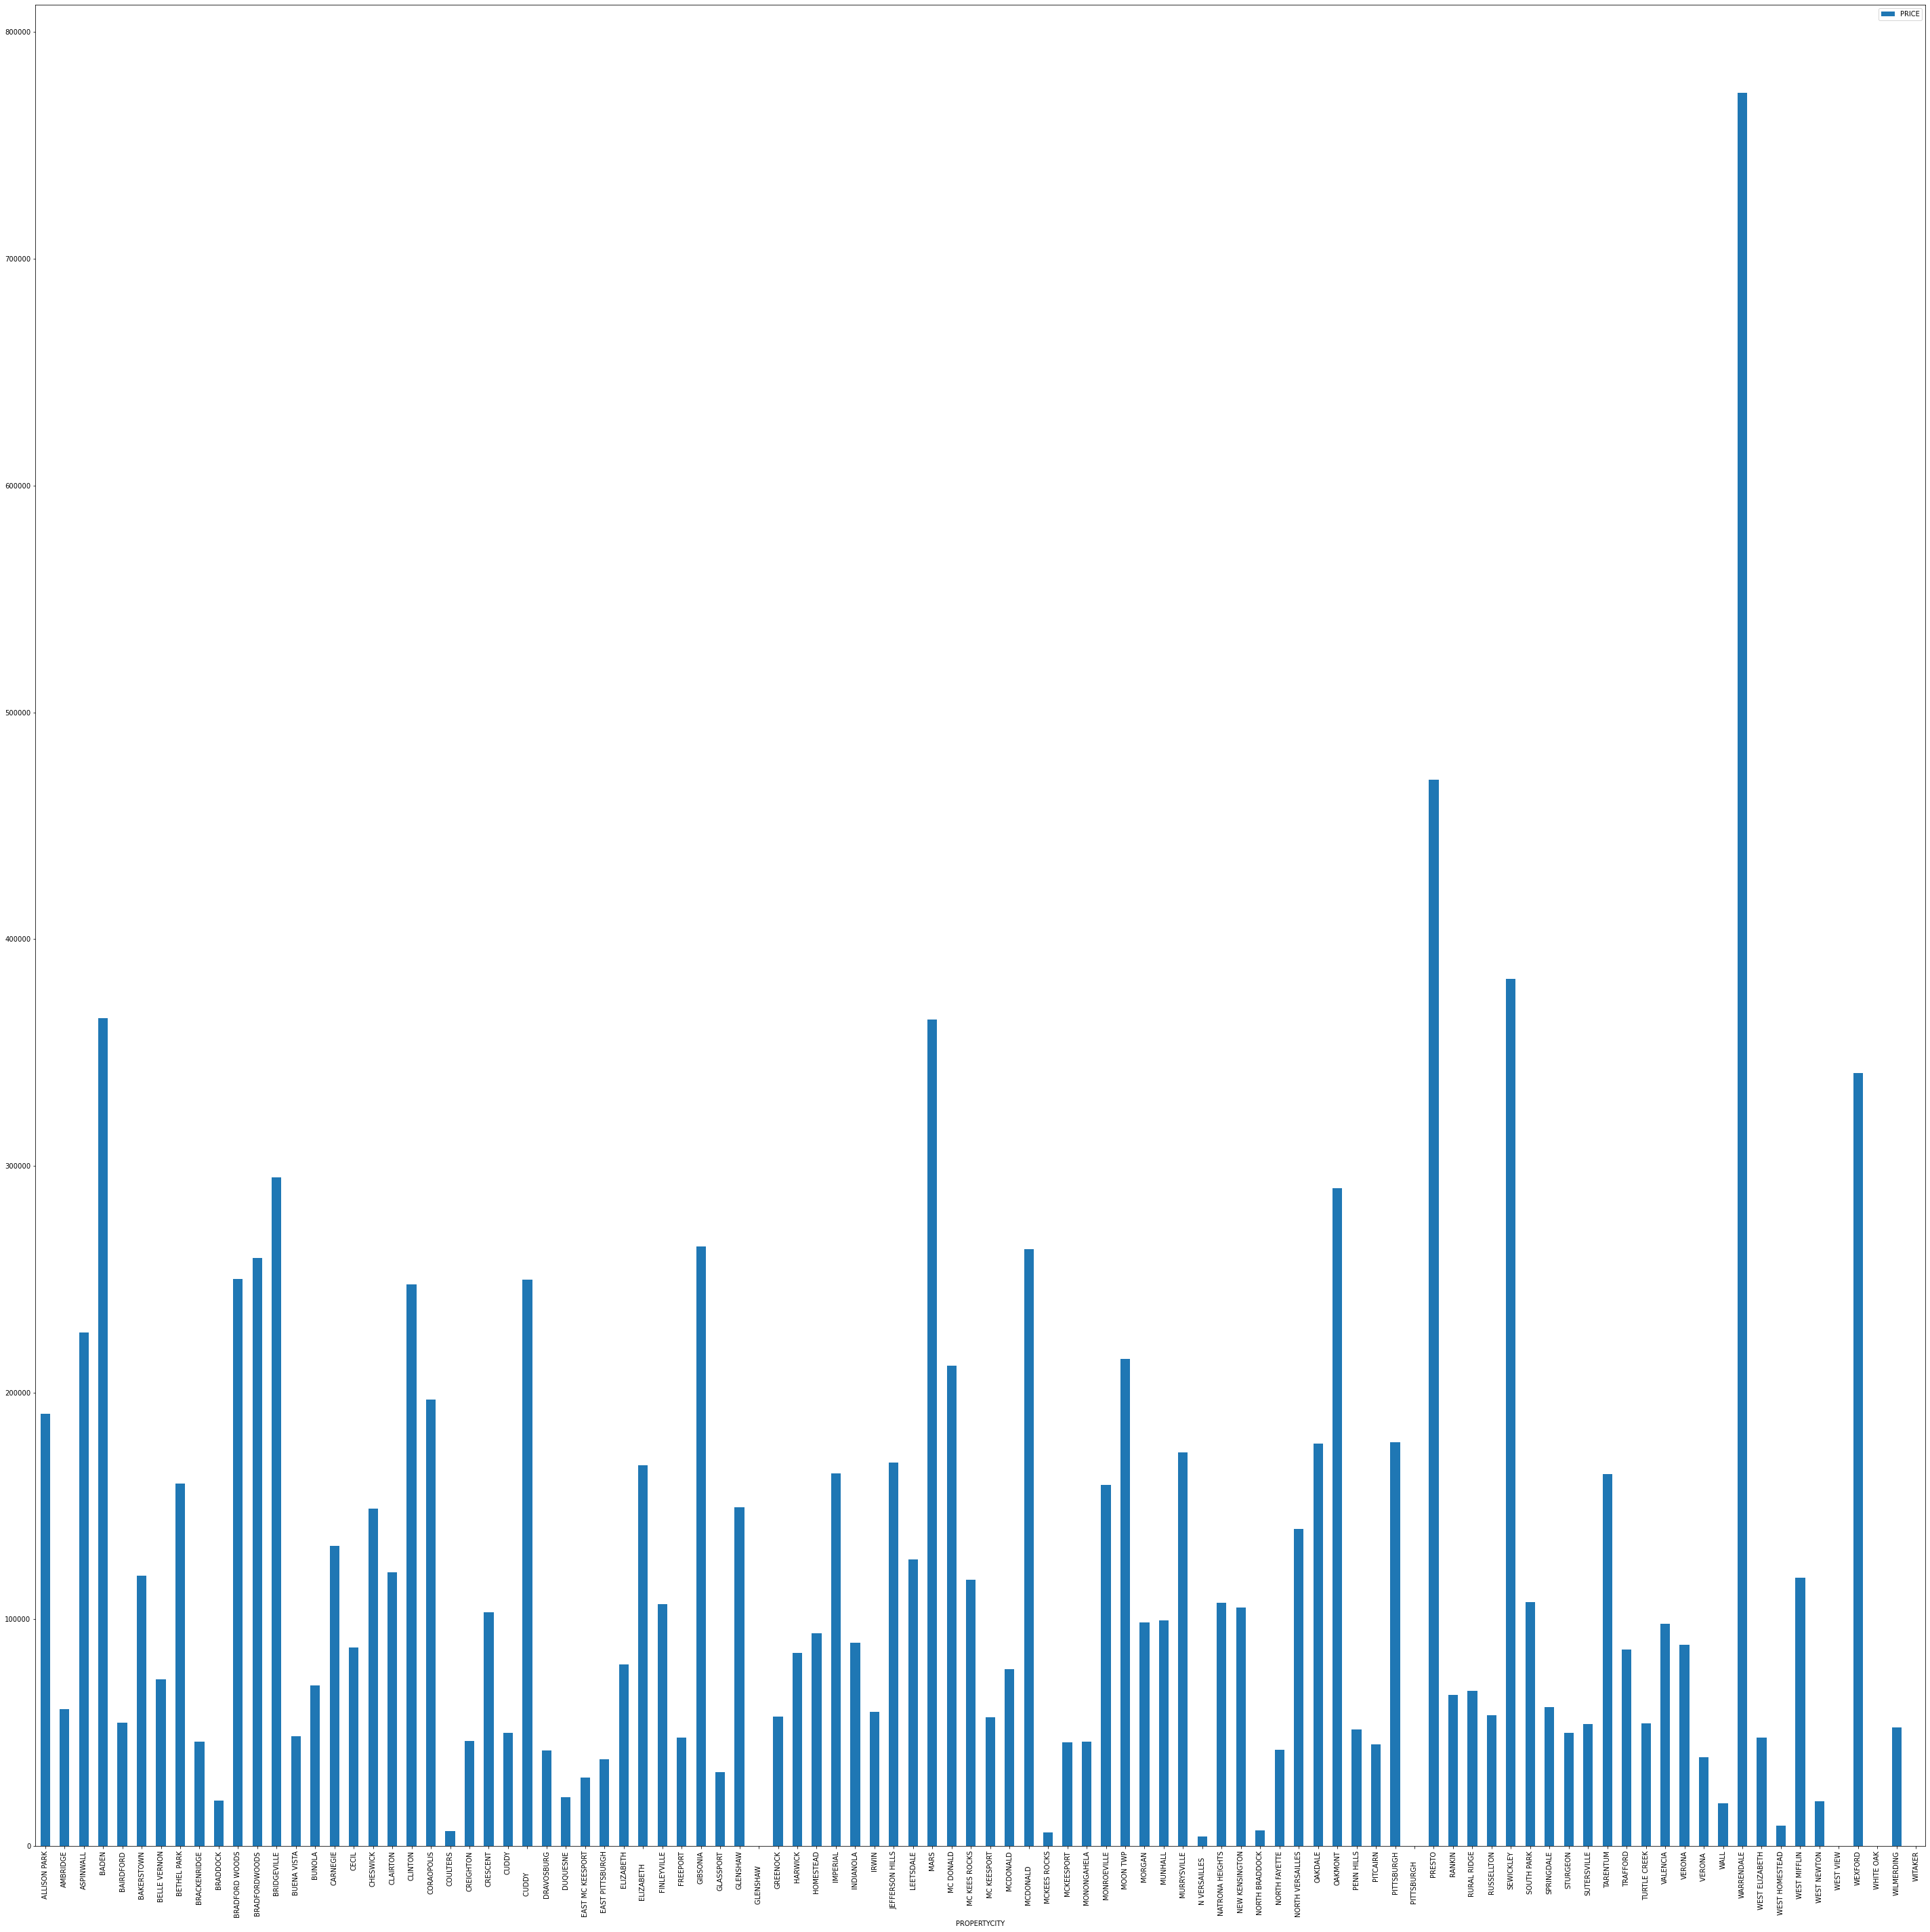 PRICE
800000
700000
600000
500000
400000
300000
200000
100000
0
ALLISON PARK
AMBRIDGE
ASPINWALL
BADEN
BAIRDFORD
BAKERSTOWN
BELLE VERNON
BETHEL PARK
BRACKENRIDGE
BRADDOCK
BRADFORD WOODS
BRADFORDWOODS
BRIDGEVILLE
BUENA VISTA
BUNOLA
CARNEGIE
CECIL
CHESWICK
CLAIRTON
CLINTON
CORAOPOLIS
COULTERS
CREIGHTON
CRESCENT
CUDDY
CUDDY
DRAVOSBURG
DUQUESNE
EAST MC KEESPORT
EAST PITTSBURGH
ELIZABETH
ELIZABETH
FINLEYVILLE
FREEPORT
GIBSONIA
GLASSPORT
GLENSHAW
GLENSHAW
GREENOCK
HARWICK
HOMESTEAD
IMPERIAL
INDIANOLA
IRWIN
JEFFERSON HILLS
LEETSDALE
MARS
MC DONALD
MC KEES ROCKS
MC KEESPORT
MCDONALD
MCDONALD
MCKEES ROCKS
MCKEESPORT
MONONGAHELA
MONROEVILLE
MOON TWP
MORGAN
MUNHALL
MURRYSVILLE
N VERSAILLES
NATRONA HEIGHTS
NEW KENSINGTON
NORTH BRADDOCK
NORTH FAYETTE
NORTH VERSAILLES
OAKDALE
OAKMONT
PENN HILLS
PITCAIRN
PITTSBURGH
PITTSBURGH
PRESTO
RANKIN
RURAL RIDGE
RUSSELLTON
SEWICKLEY
SOUTH PARK
SPRINGDALE
STURGEON
SUTERSVILLE
TARENTUM
TRAFFORD
TURTLE CREEK
VALENCIA
VERONA
VERONA
WALL
WARRENDALE
WEST ELIZABETH
WEST HOMESTEAD
WEST MIFFLIN
WEST NEWTON
WEST VIEW
WEXFORD
WHITE OAK
WILMERDING
WITAKER
PROPERTYCITY